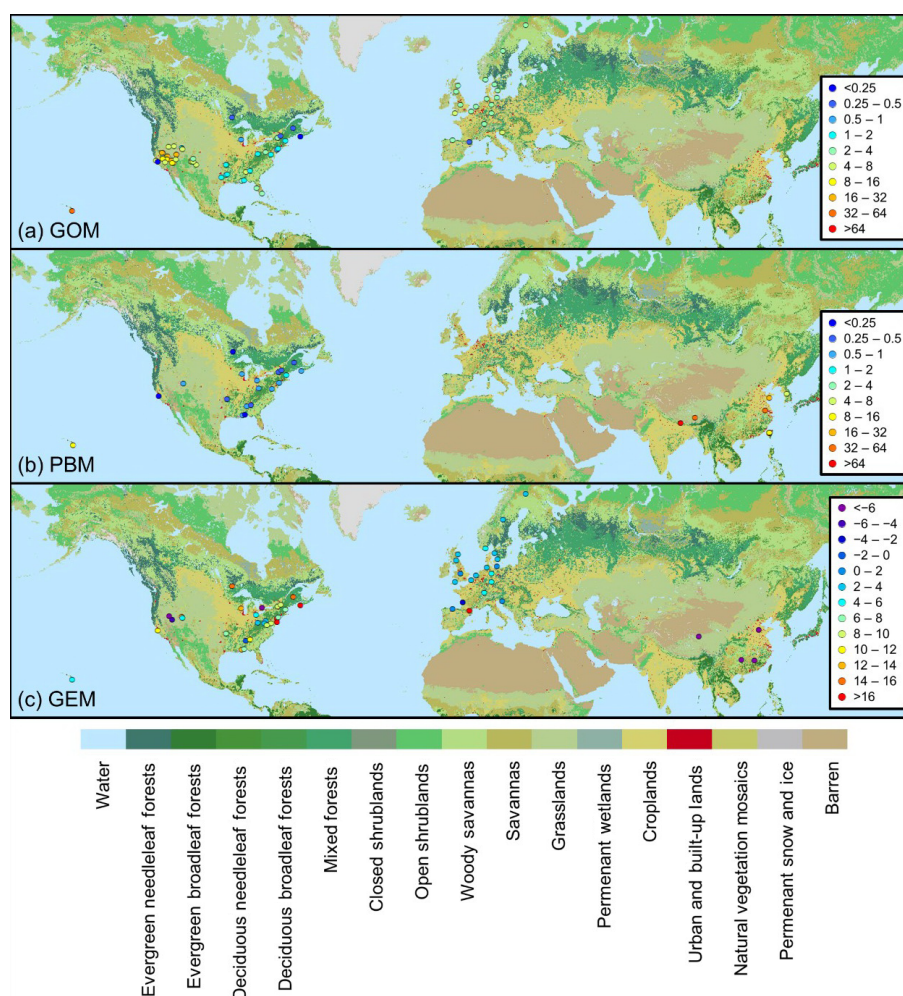 <0.25
0.25 – 0.5
0.5 – 1
1 – 2
2 – 4
4 – 8
8 – 16
16 – 32
32 – 64
>64
(a) GOM
<0.25
0.25 – 0.5
0.5 – 1
1 – 2
2 – 4
4 – 8
8 – 16
16 – 32
32 – 64
>64
(b) PBM
<−6
−6 – −4
−4 – −2
−2 – 0
0 – 2
2 – 4
4 – 6
6 – 8
8 – 10
10 – 12
12 – 14
14 – 16
>16
(c) GEM
Water
Evergreen needleleaf forests
Evergreen broadleaf forests
Deciduous needleleaf forests
Deciduous broadleaf forests
Mixed forests
Closed shrublands
Open shrublands
Woody savannas
Savannas
Grasslands
Permanent wetlands
Croplands
Urban and built-up lands
Natural vegetation mosaics
Permenant snow and ice
Barren